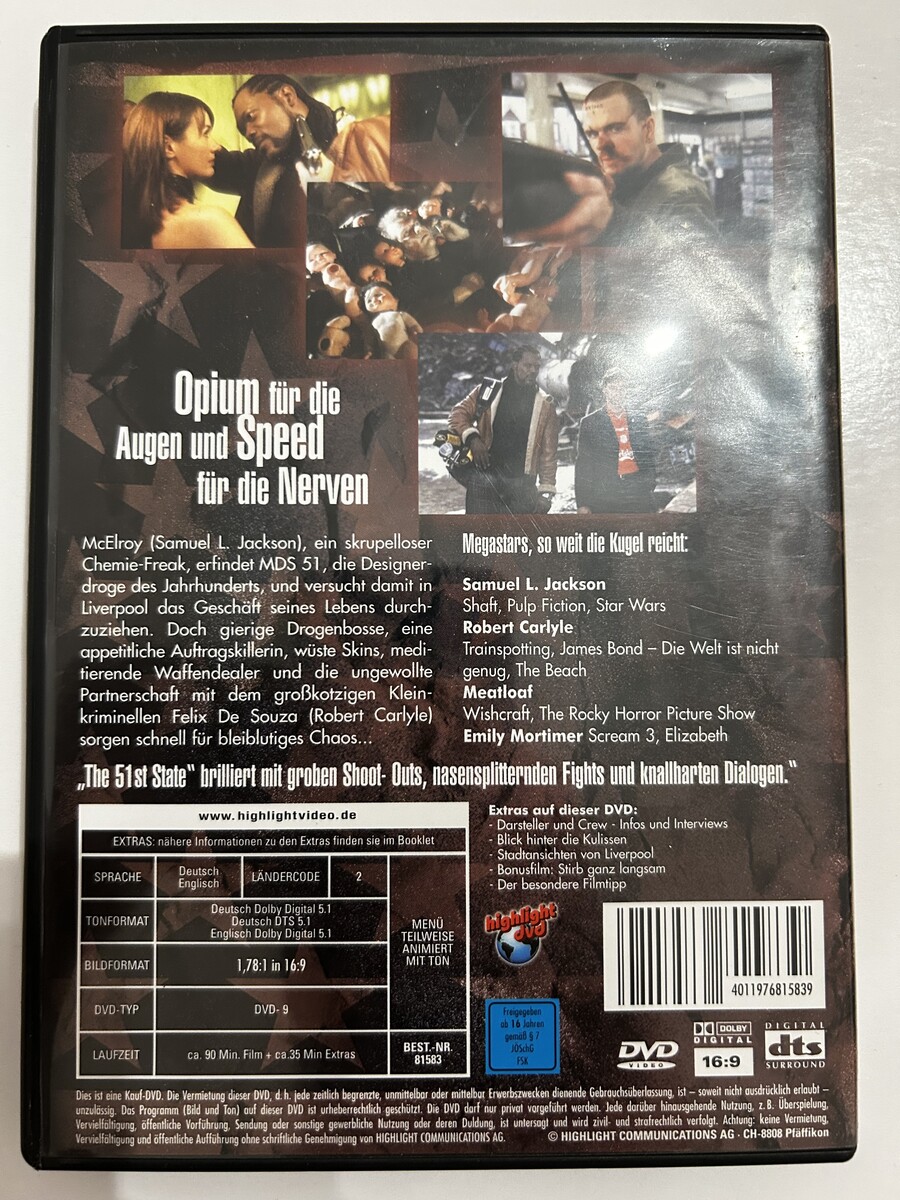 Opium für die
Augen und Speed
für die Nerven
McElroy (Samuel L. Jackson), ein skrupelloser
Chemie-Freak, erfindet MDS 51, die Designer-
droge des Jahrhunderts, und versucht damit in
Liverpool das Geschäft seines Lebens durch-
zuziehen. Doch gierige Drogenbosse, eine
appetitliche Auftragskillerin, wüste Skins, medi-
tierende Waffendealer und die ungewollte
Partnerschaft mit dem großkotzigen Klein-
kriminellen Felix De Souza (Robert Carlyle)
sorgen schnell für bleiblutiges Chaos...
Megastars, so weit die Kugel reicht:
Samuel L. Jackson
Shaft, Pulp Fiction, Star Wars
Robert Carlyle
Trainspotting, James Bond – Die Welt ist nicht
genug, The Beach
Meatloaf
Wishcraft, The Rocky Horror Picture Show
Emily Mortimer Scream 3, Elizabeth
„The 51st State" brilliert mit groben Shoot- Outs, nasensplitternden Fights und knallharten Dialogen."
www.highlightvideo.de
EXTRAS: nähere Informationen zu den Extras finden sie im Booklet
SPRACHE
Deutsch
Englisch
LÄNDERCODE
2
TONFORMAT
Deutsch Dolby Digital 5.1
Deutsch DTS 5.1
Englisch Dolby Digital 5.1
BILDFORMAT
1,78:1 in 16:9
DVD-TYP
DVD- 9
LAUFZEIT
ca. 90 Min. Film + ca.35 Min Extras
MENÜ
TEILWEISE
ANIMIERT
MIT TON
BEST.-NR.
81583
Extras auf dieser DVD:
- Darsteller und Crew - Infos und Interviews
- Blick hinter die Kulissen
- Stadtansichten von Liverpool
- Bonusfilm: Stirb ganz langsam
- Der besondere Filmtipp
highlight
dvd
4011976815839
Freigegeben
ab 16 Jahren
gemäß § 7
JÖSchG
FSK
DVD
VIDEO
DOLBY
DIGITAL
16:9
DIGITAL
dts
SURROUND
Dies ist eine Kauf-DVD. Die Vermietung dieser DVD, d. h. jede zeitlich begrenzte, unmittelbar oder mittelbar Erwerbszwecken dienende Gebrauchsüberlassung, ist – soweit nicht ausdrücklich erlaubt –
unzulässig. Das Programm (Bild und Ton) auf dieser DVD ist urheberrechtlich geschützt. Die DVD darf nur privat vorgeführt werden. Jede darüber hinausgehende Nutzung, z. B. Überspielung,
Vervielfältigung, öffentliche Vorführung, Sendung oder sonstige gewerbliche Nutzung oder deren Duldung, ist untersagt und wird zivil- und strafrechtlich verfolgt. Achtung: keine Vermietung,
Vervielfältigung und öffentliche Aufführung ohne schriftliche Genehmigung von HIGHLIGHT COMMUNICATIONS AG.
© HIGHLIGHT COMMUNICATIONS AG · CH-8808 Pfäffikon